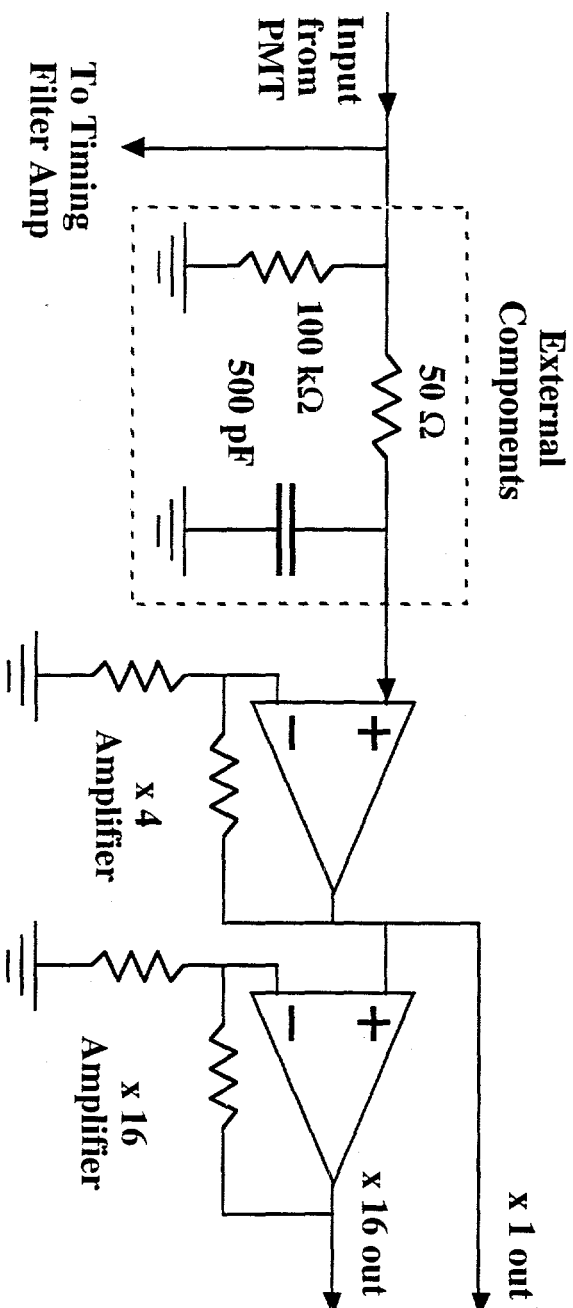 Input
from
PMT
To Timing
Filter Amp
External
Components
50 Ω
100 kΩ
500 pF
+
−
x 4
Amplifier
+
−
x 16
Amplifier
x 1 out
x 16 out